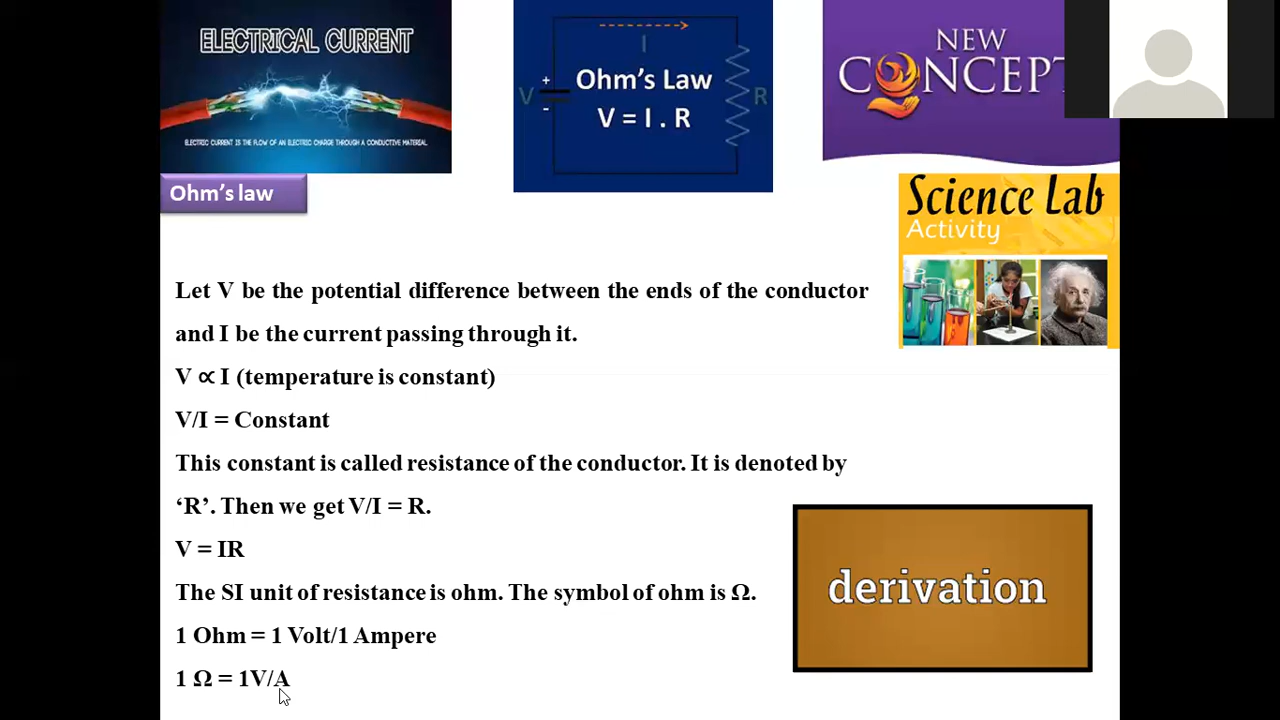 ELECTRICAL CURRENT
ELECTRIC CURRENT IS THE FLOW OF AN ELECTRIC CHARGE THROUGH A CONDUCTIVE MATERIAL.
I
+
Ohm's Law
V
R
-
V = I . R
NEW
CONCEPT
Ohm's law
Science Lab
Activity
Let V be the potential difference between the ends of the conductor
and I be the current passing through it.
V ∝ I (temperature is constant)
V/I = Constant
This constant is called resistance of the conductor. It is denoted by
‘R’. Then we get V/I = R.
V = IR
The SI unit of resistance is ohm. The symbol of ohm is Ω.
1 Ohm = 1 Volt/1 Ampere
1 Ω = 1V/A
derivation